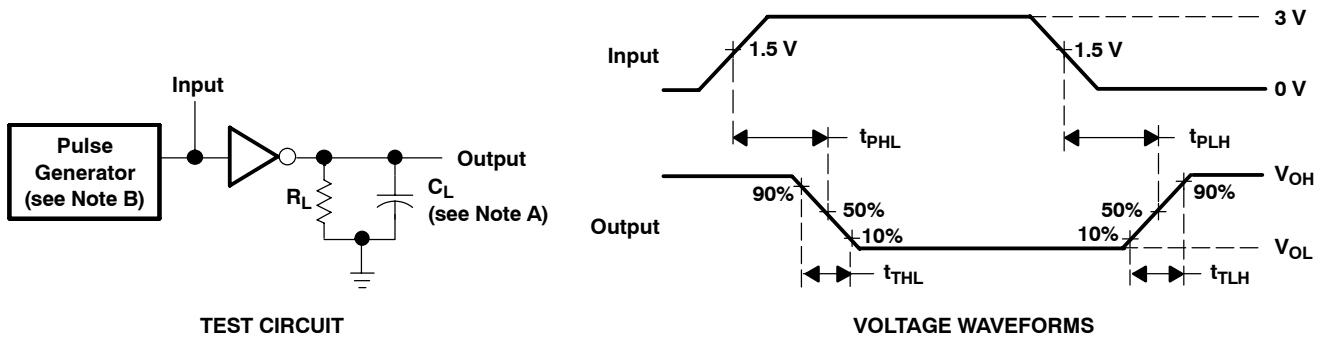 Input
Pulse
Generator
(see Note B)
RL
CL
(see Note A)
Output
TEST CIRCUIT
Input
1.5 V
1.5 V
3 V
0 V
tPHL
tPLH
Output
90%
50%
10%
tTHL
50%
10%
90%
VOH
VOL
tTLH
VOLTAGE WAVEFORMS